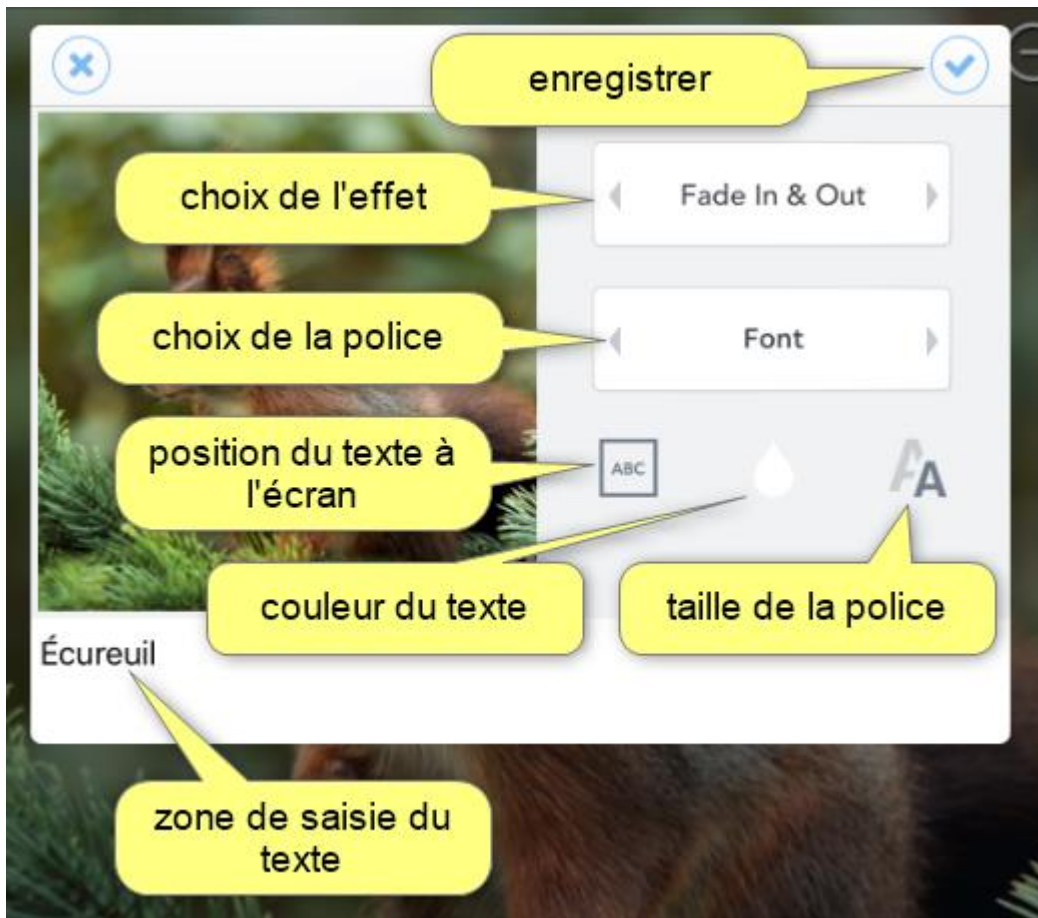 enregistrer
choix de l'effet
Fade In & Out
choix de la police
Font
position du texte à
l'écran
ABC
AA
couleur du texte
taille de la police
Écureuil
zone de saisie du
texte